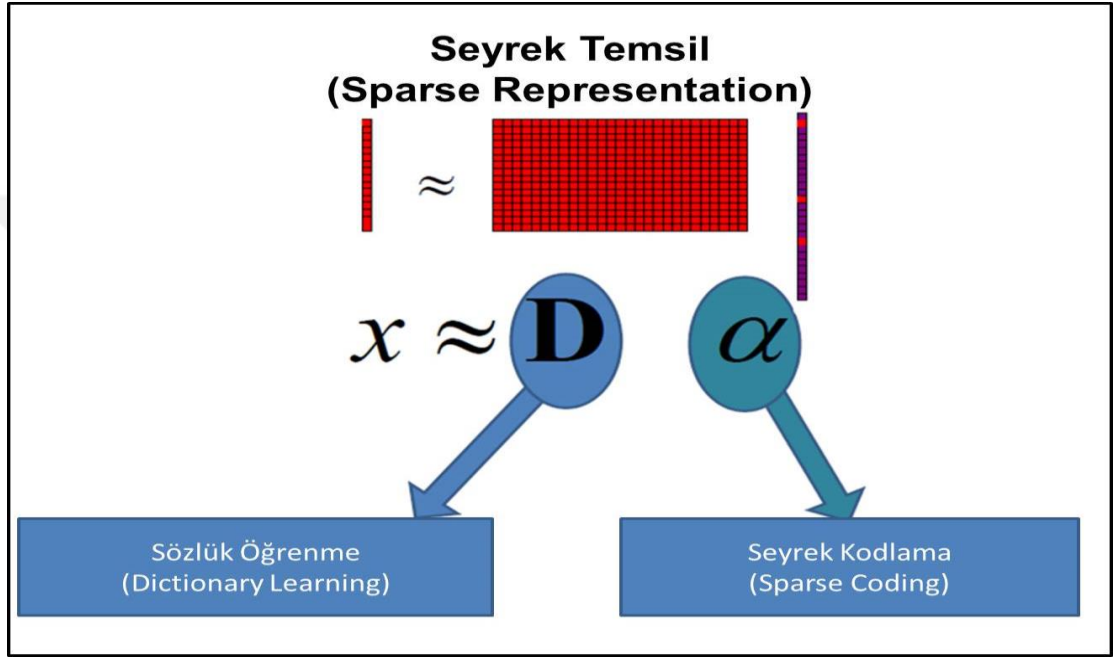 Seyrek Temsil
(Sparse Representation)
≈
x ≈ D α
Sözlük Öğrenme
(Dictionary Learning)
Seyrek Kodlama
(Sparse Coding)